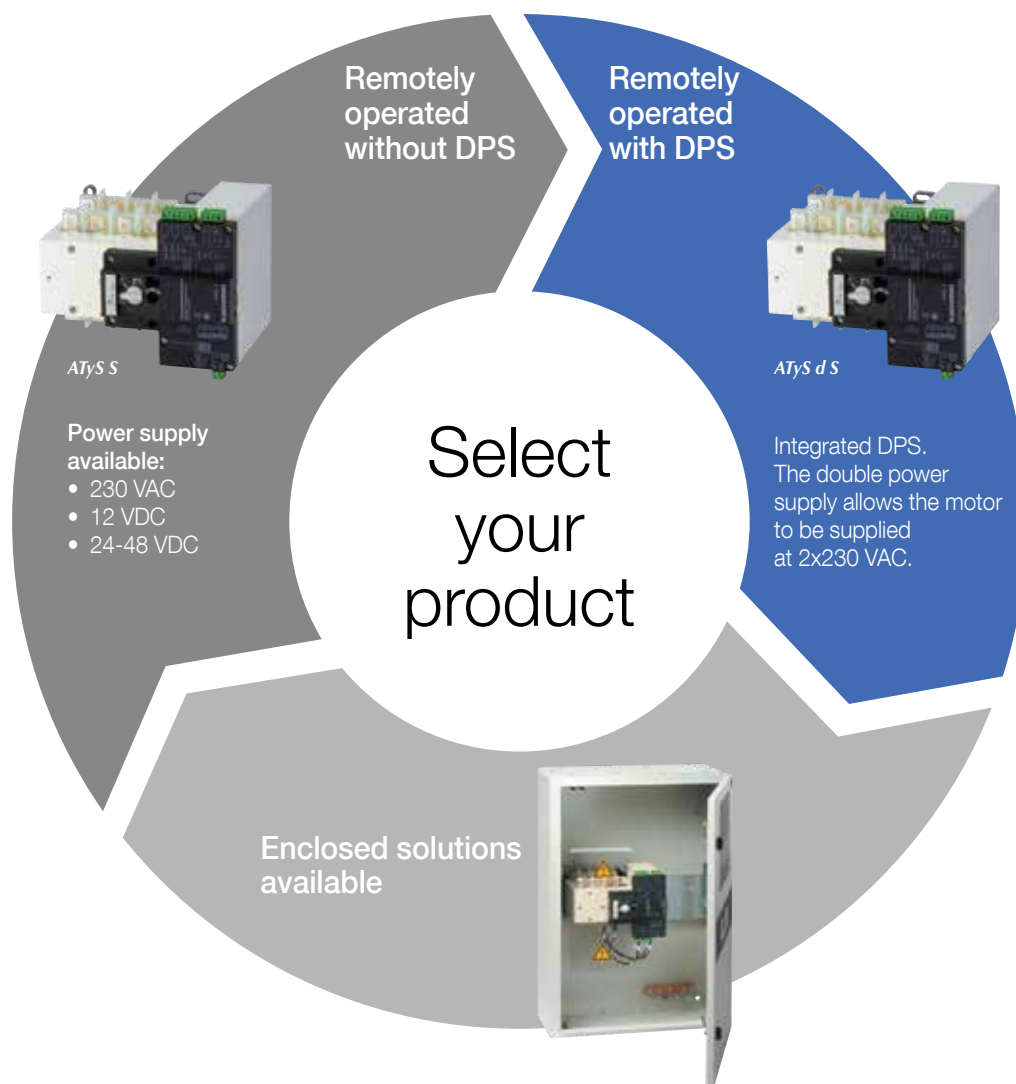 Remotely
operated
without DPS
Remotely
operated
with DPS
ATyS S
Power supply
available:
• 230 VAC
• 12 VDC
• 24-48 VDC
ATyS d S
Integrated DPS.
The double power
supply allows the motor
to be supplied
at 2x230 VAC.
Select
your
product
Enclosed solutions
available